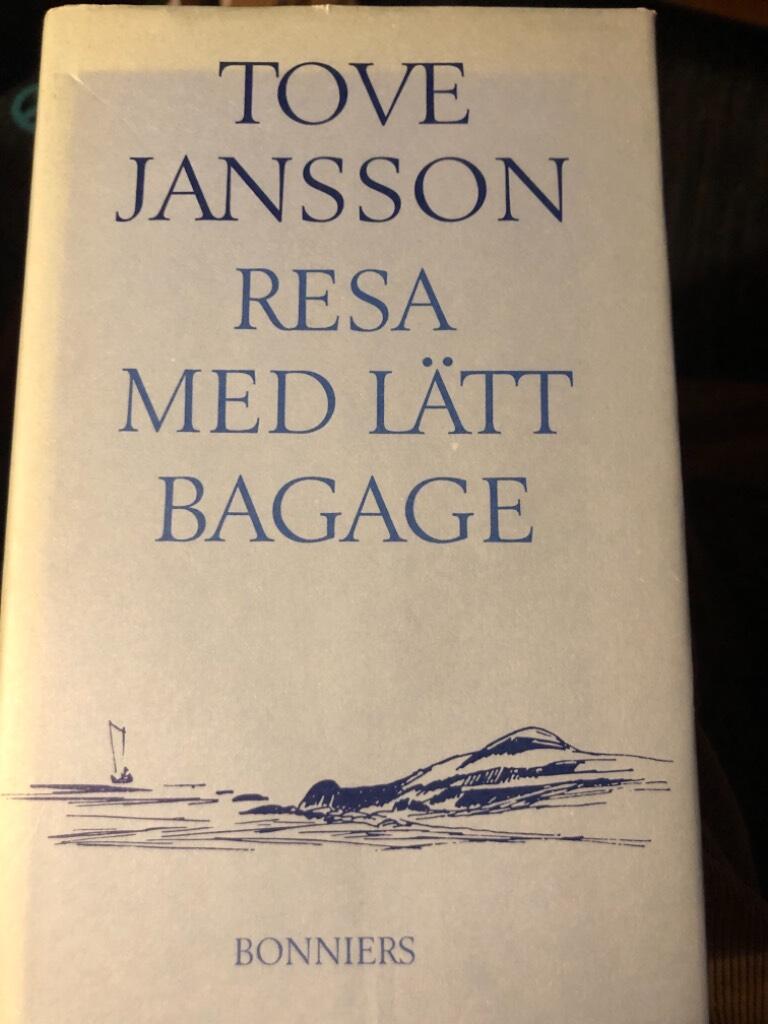 TOVE
JANSSON
RESA
MED LÄTT
BAGAGE
BONNIERS